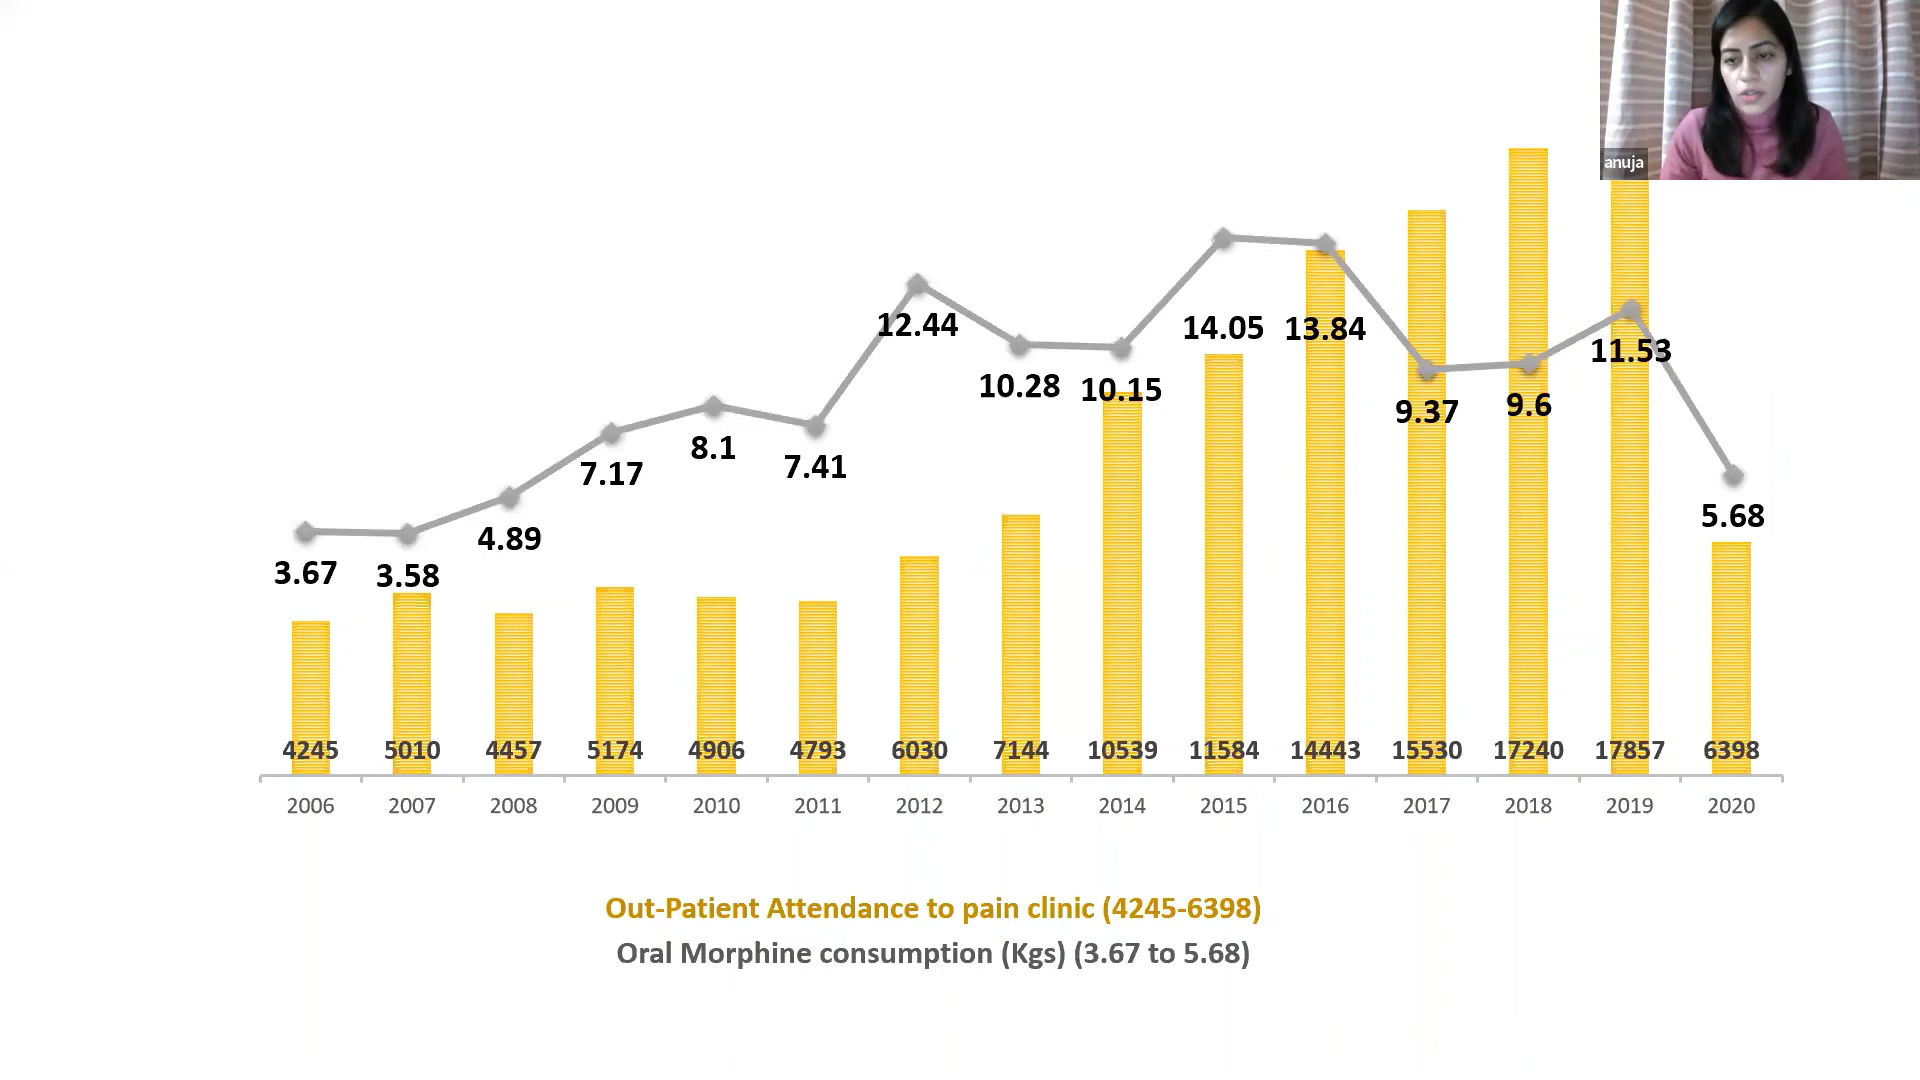 anuja
14.05 13.84
12.44
11.53
10.28 10.15
9.37 9.6
8.1
7.17 7.41
4.89
5.68
3.67 3.58
4245 5010 4457 5174 4906 4793 6030 7144 10539 11584 14443 15530 17240 17857 6398
2006 2007 2008 2009 2010 2011 2012 2013 2014 2015 2016 2017 2018 2019 2020
Out-Patient Attendance to pain clinic (4245-6398)
Oral Morphine consumption (Kgs) (3.67 to 5.68)